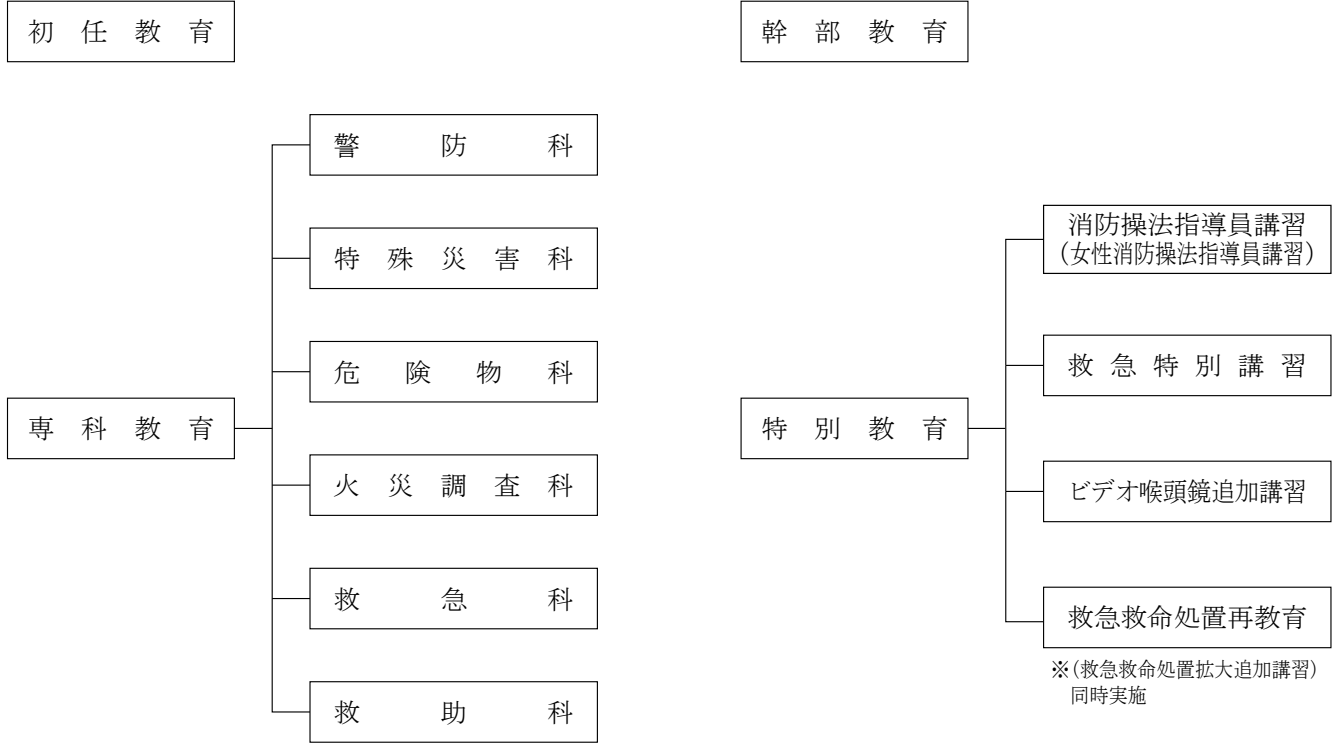 初任教育
幹部教育
専科教育
警防科
特殊災害科
危険物科
火災調査科
救急科
救助科
特別教育
消防操法指導員講習
（女性消防操法指導員講習）
救急特別講習
ビデオ喉頭鏡追加講習
救急救命処置再教育
※（救急救命処置拡大追加講習）
同時実施